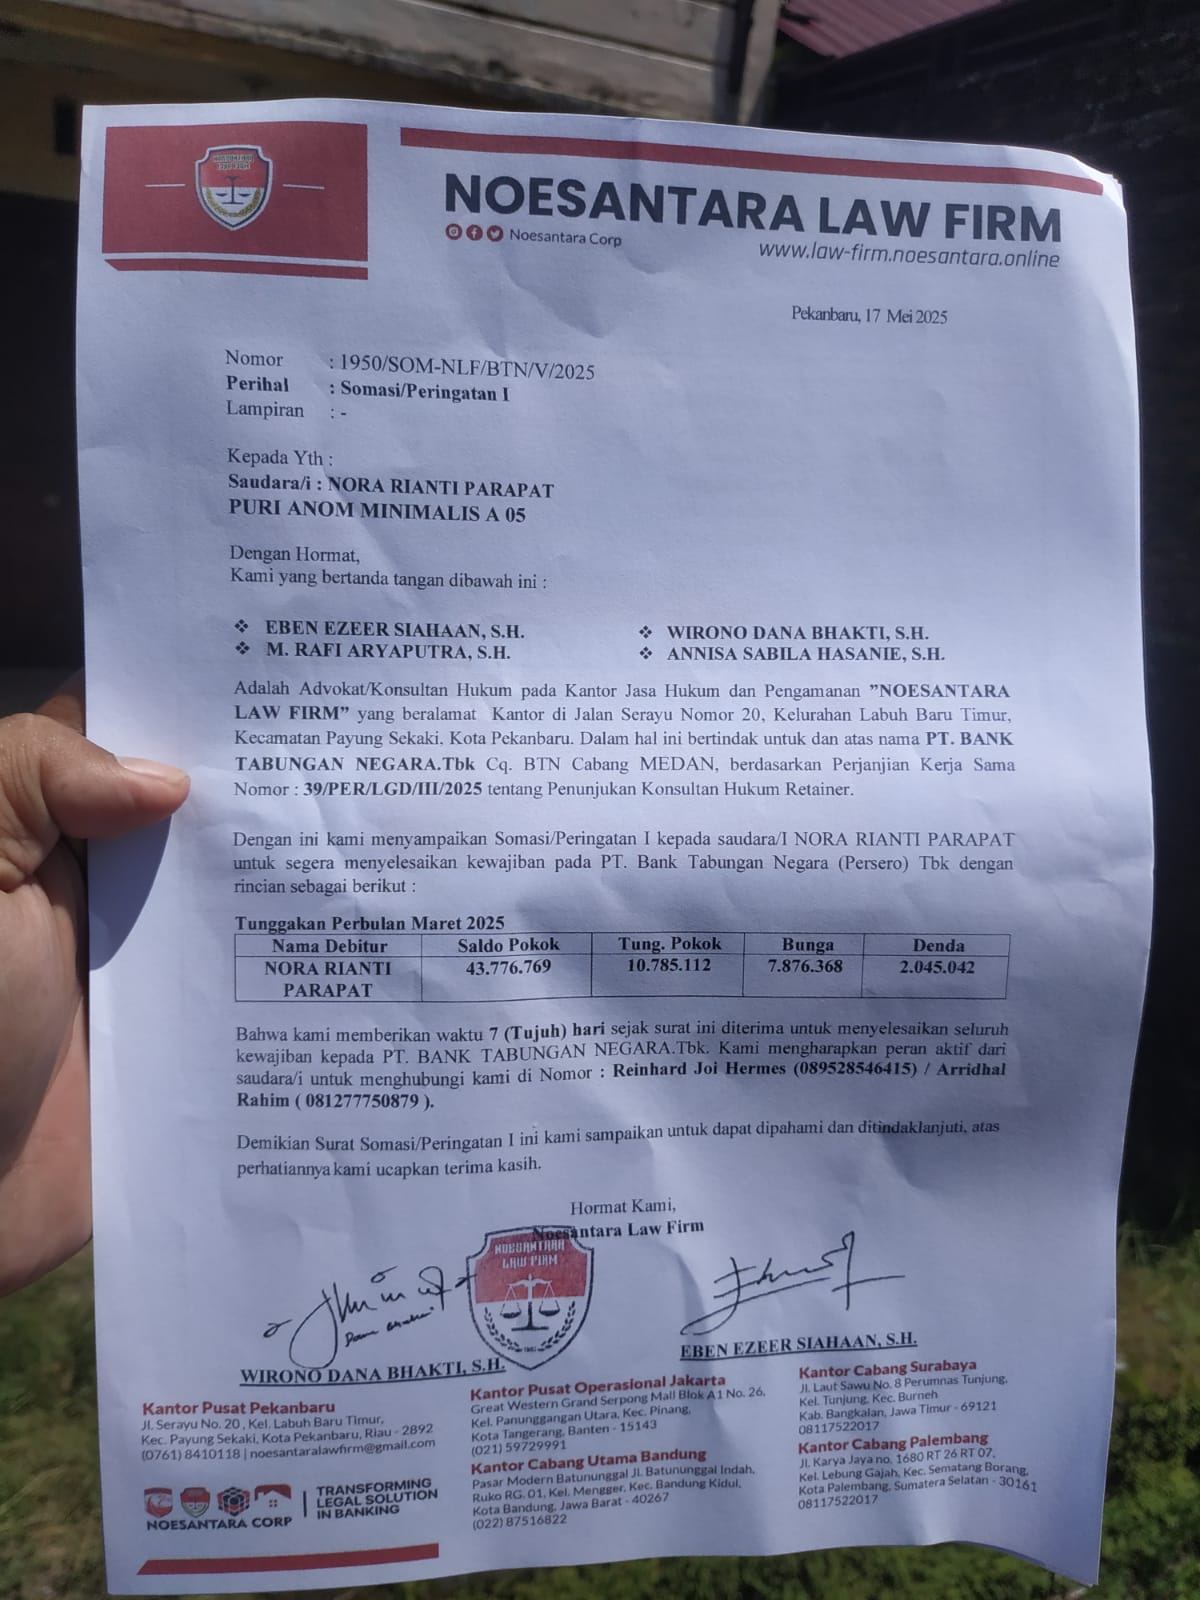 NOESANTARA LAW FIRM
Noesantara Corp
www.law-firm.noesantara.online
Pekanbaru, 17 Mei 2025
Nomor : 1950/SOM-NLF/BTN/V/2025
Perihal : Somasi/Peringatan I
Lampiran : -
Kepada Yth :
Saudara/i : NORA RIANTI PARAPAT
PURI ANOM MINIMALIS A 05
Dengan Hormat,
Kami yang bertanda tangan dibawah ini :
❖ EBEN EZEER SIAHAAN, S.H. ❖ WIRONO DANA BHAKTI, S.H.
❖ M. RAFI ARYAPUTRA, S.H. ❖ ANNISA SABILA HASANIE, S.H.
Adalah Advokat/Konsultan Hukum pada Kantor Jasa Hukum dan Pengamanan ”NOESANTARA
LAW FIRM” yang beralamat Kantor di Jalan Serayu Nomor 20, Kelurahan Labuh Baru Timur,
Kecamatan Payung Sekaki, Kota Pekanbaru. Dalam hal ini bertindak untuk dan atas nama PT. BANK
TABUNGAN NEGARA.Tbk Cq. BTN Cabang MEDAN, berdasarkan Perjanjian Kerja Sama
Nomor : 39/PER/LGD/III/2025 tentang Penunjukan Konsultan Hukum Retainer.
Dengan ini kami menyampaikan Somasi/Peringatan I kepada saudara/I NORA RIANTI PARAPAT
untuk segera menyelesaikan kewajiban pada PT. Bank Tabungan Negara (Persero) Tbk dengan
rincian sebagai berikut :
Tunggakan Perbulan Maret 2025
Nama Debitur Saldo Pokok Tung. Pokok Bunga Denda
NORA RIANTI 43.776.769 10.785.112 7.876.368 2.045.042
PARAPAT
Bahwa kami memberikan waktu 7 (Tujuh) hari sejak surat ini diterima untuk menyelesaikan seluruh
kewajiban kepada PT. BANK TABUNGAN NEGARA.Tbk. Kami mengharapkan peran aktif dari
saudara/i untuk menghubungi kami di Nomor : Reinhard Joi Hermes (089528546415) / Arridhal
Rahim ( 081277750879 ).
Demikian Surat Somasi/Peringatan I ini kami sampaikan untuk dapat dipahami dan ditindaklanjuti, atas
perhatiannya kami ucapkan terima kasih.
Hormat Kami,
Noesantara Law Firm
NOESANTARA
LAW FIRM
WIRONO DANA BHAKTI, S.H.
EBEN EZEER SIAHAAN, S.H.
Kantor Pusat Pekanbaru
Jl. Serayu No. 20 , Kel. Labuh Baru Timur,
Kec. Payung Sekaki, Kota Pekanbaru, Riau - 2892
(0761) 8410118 | noesantaralawfirm@gmail.com
NOESANTARA CORP
TRANSFORMING
LEGAL SOLUTION
IN BANKING
Kantor Pusat Operasional Jakarta
Great Western Grand Serpong Mall Blok A1 No. 26,
Kel. Panunggangan Utara, Kec. Pinang,
Kota Tangerang, Banten - 15143
(021) 59729991
Kantor Cabang Utama Bandung
Pasar Modern Batununggal Jl. Batununggal Indah,
Ruko RG. 01, Kel. Mengger, Kec. Bandung Kidul,
Kota Bandung, Jawa Barat - 40267
(022) 87516822
Kantor Cabang Surabaya
Jl. Laut Sawu No. 8 Perumnas Tunjung,
Kel. Tunjung, Kec. Burneh
Kab. Bangkalan, Jawa Timur - 69121
08117522017
Kantor Cabang Palembang
Jl. Karya Jaya no. 1680 RT 26 RT 07,
Kel. Lebung Gajah, Kec. Sematang Borang,
Kota Palembang, Sumatera Selatan - 30161
08117522017